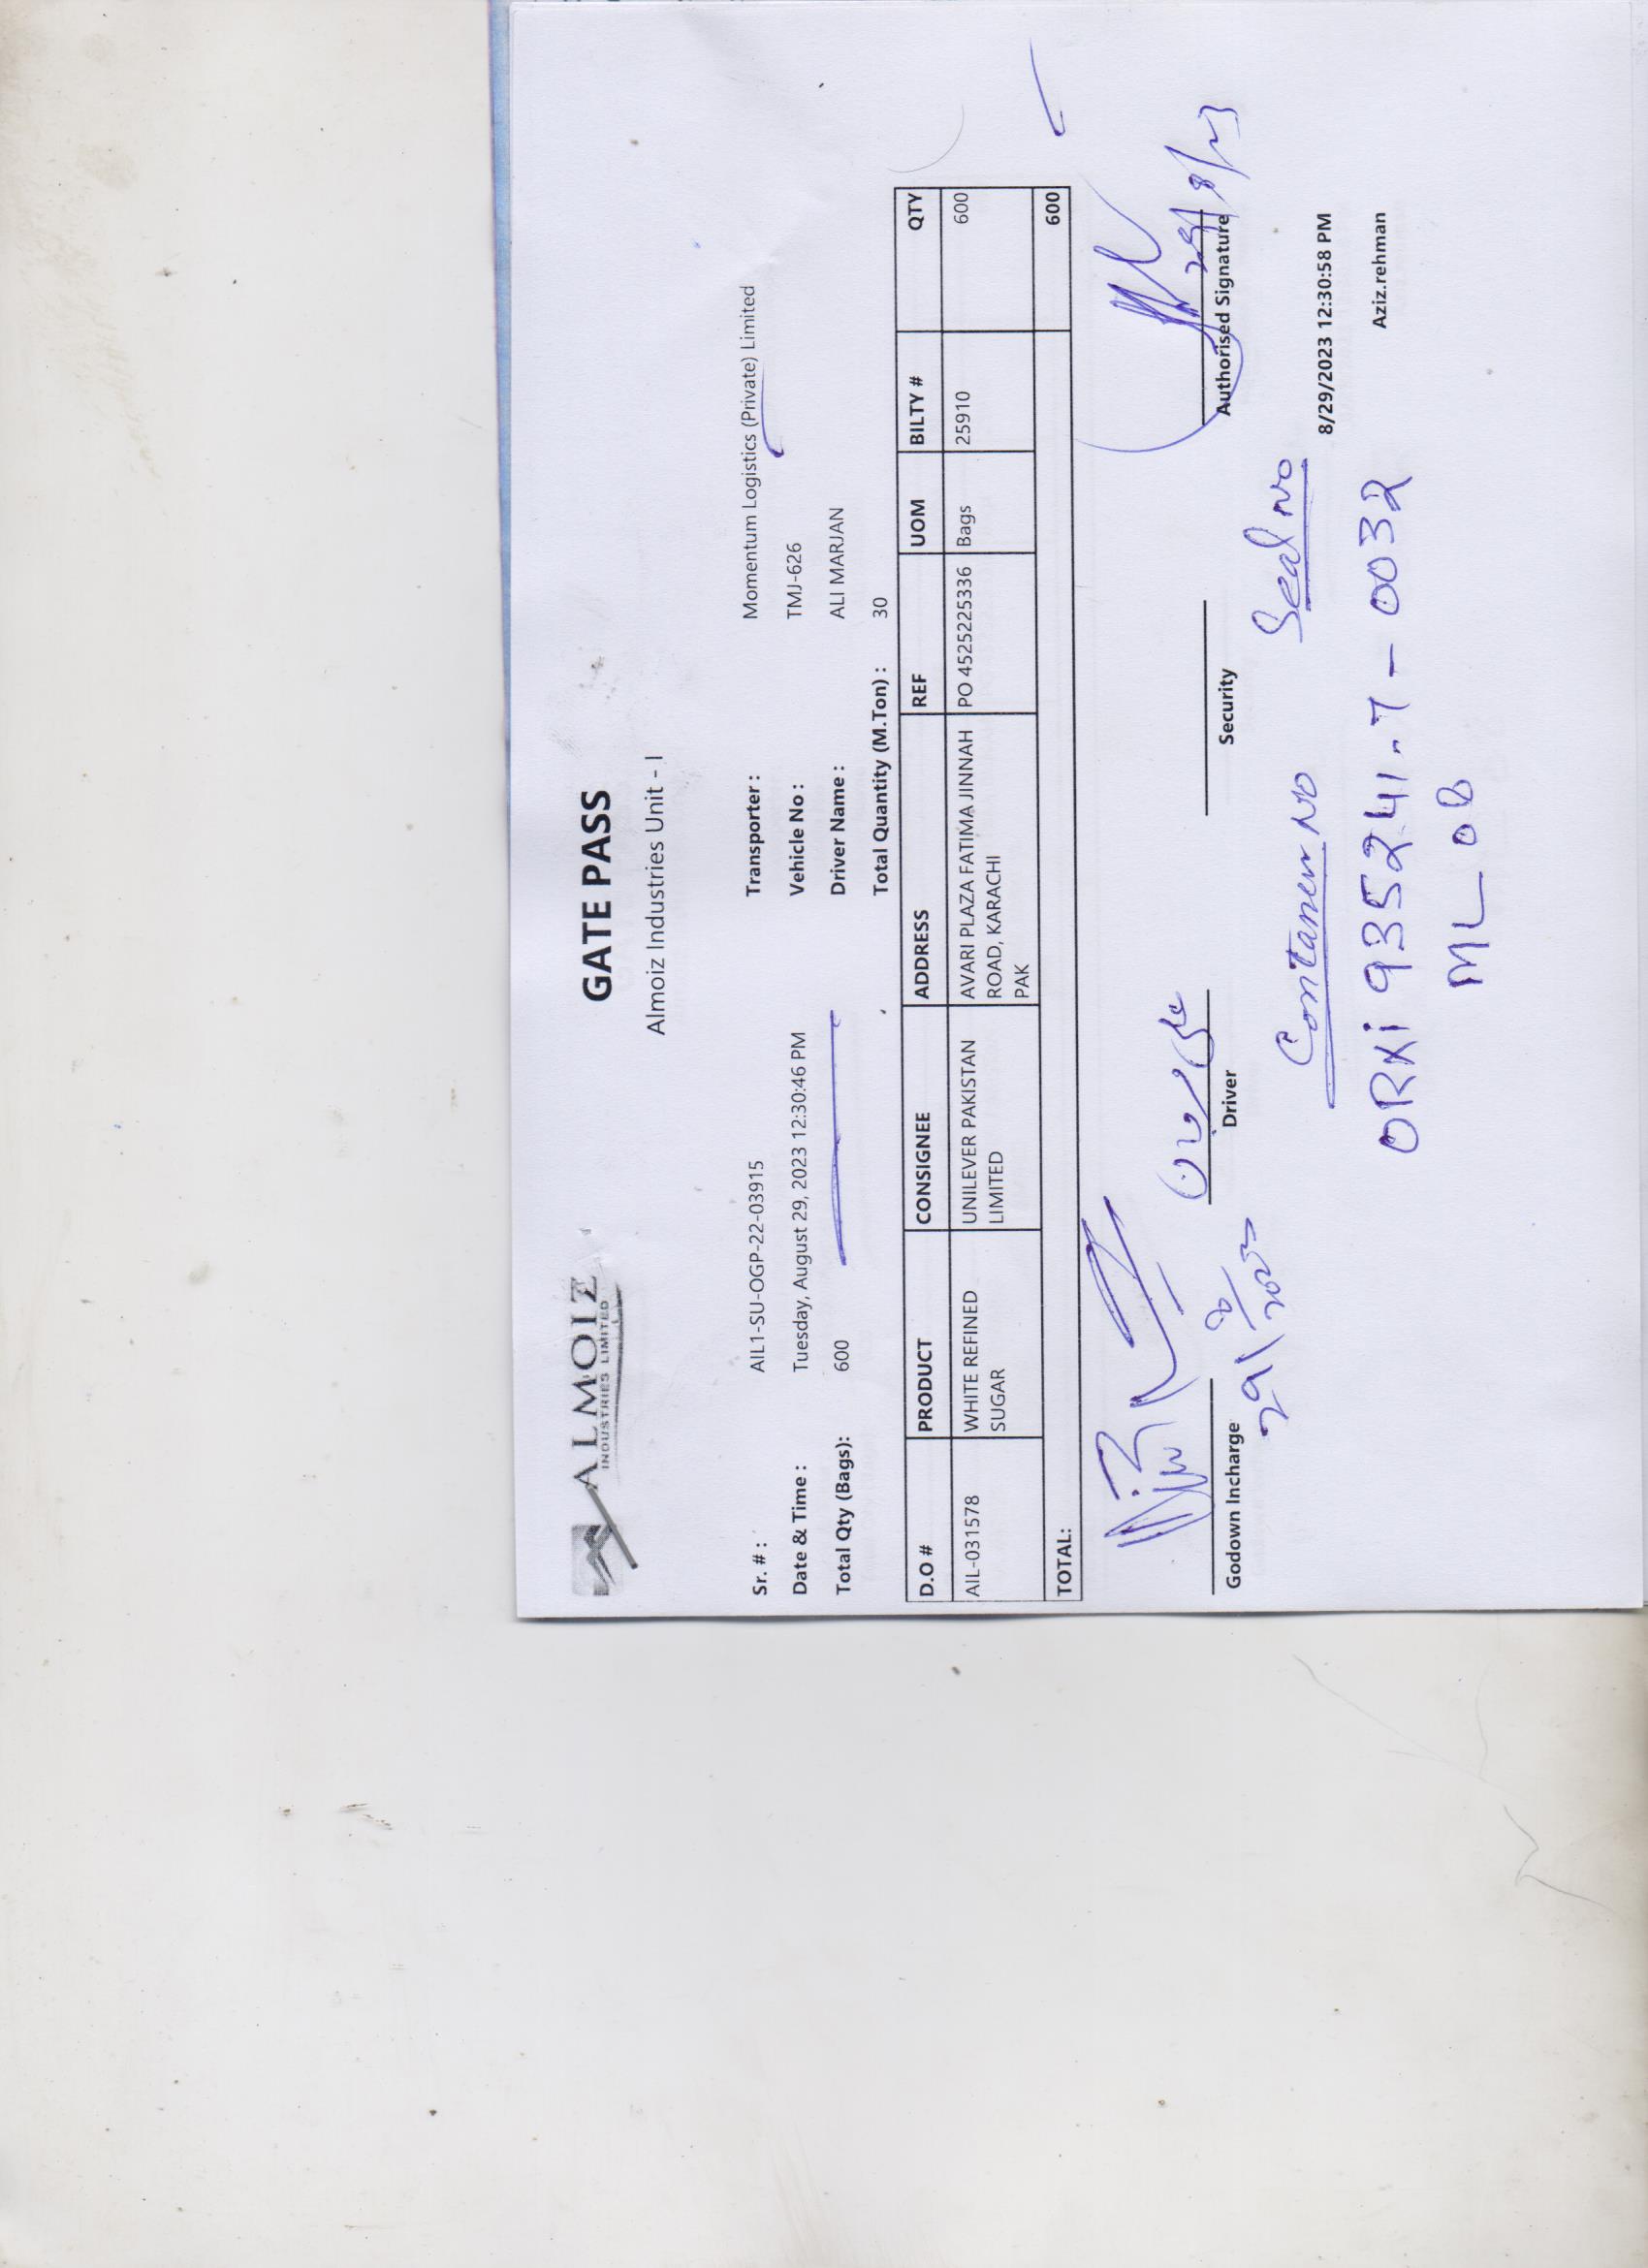 ALMOIZ
INDUSTRIES LIMITED
GATE PASS
Almoiz Industries Unit - I
Sr. # : AIL1-SU-OGP-22-03915 Transporter : Momentum Logistics (Private) Limited
Date & Time : Tuesday, August 29, 2023 12:30:46 PM Vehicle No : TMJ-626
Total Qty (Bags): 600 Driver Name : ALI MARJAN
Total Quantity (M.Ton) : 30
D.O # PRODUCT CONSIGNEE ADDRESS REF UOM BILTY # QTY
AIL-031578 WHITE REFINED UNILEVER PAKISTAN AVARI PLAZA FATIMA JINNAH PO 4525225336 Bags 25910 600
SUGAR LIMITED ROAD, KARACHI
PAK
TOTAL: 600
29/8/23
Godown Incharge Driver Security Authorised Signature
29/8/2023
Contaner No Seal No
8/29/2023 12:30:58 PM
ORXi 935241.7 - 0032
Aziz.rehman
ML_08